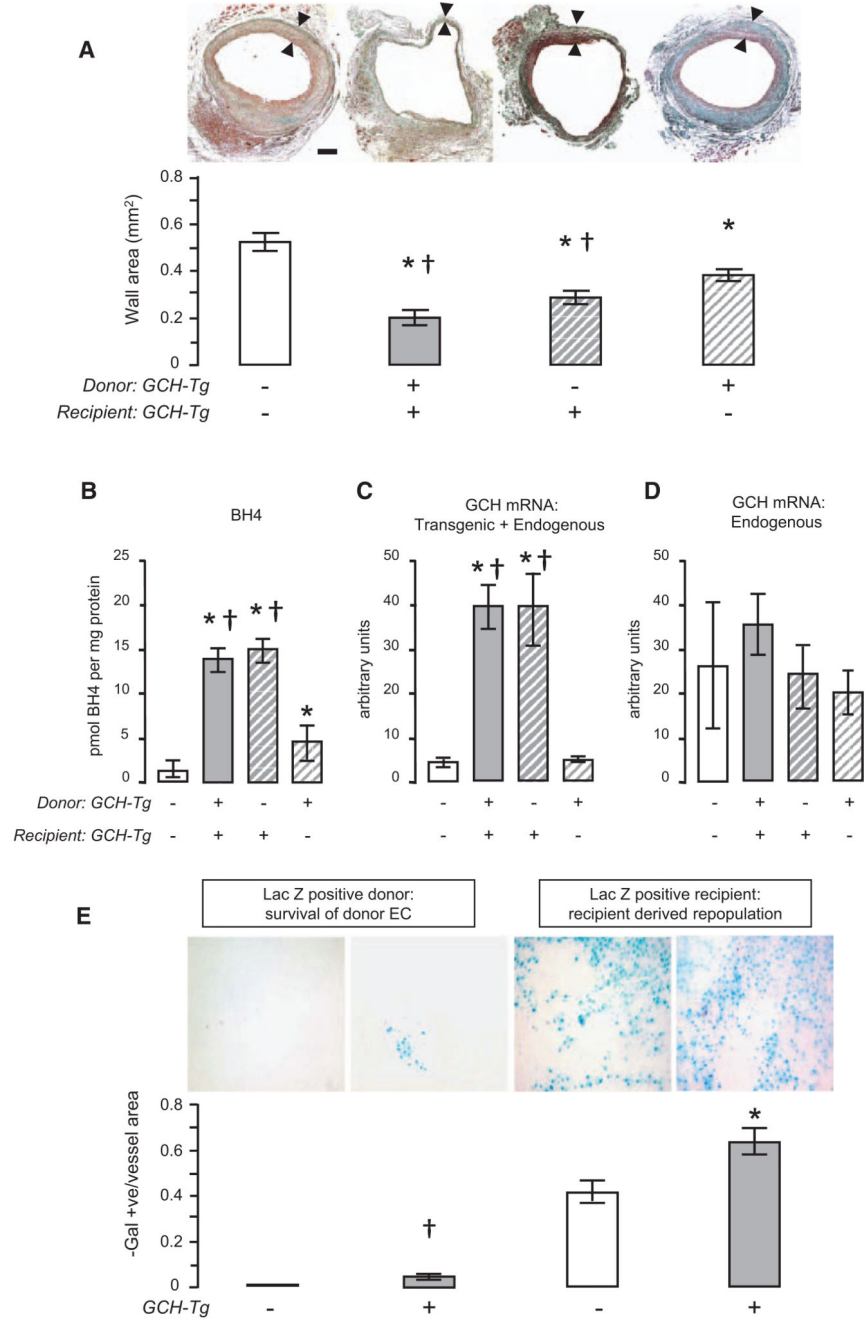 A
0.8
0.6
0.4
0.2
0
Wall area (mm²)
* †
* †
*
Donor: GCH-Tg - + - +
Recipient: GCH-Tg - + + -
B
BH4
25
20
15
10
5
0
pmol BH4 per mg protein
* †
* †
*
C
GCH mRNA:
Transgenic + Endogenous
50
40
30
20
10
0
arbitrary units
* †
* †
D
GCH mRNA:
Endogenous
50
40
30
20
10
0
arbitrary units
Donor: GCH-Tg - + - + - + - + - + - +
Recipient: GCH-Tg - + + - - + + - - + + -
E
Lac Z positive donor:
survival of donor EC
Lac Z positive recipient:
recipient derived repopulation
0.8
0.6
0.4
0.2
0
-Gal +ve/vessel area
†
*
GCH-Tg - + - +